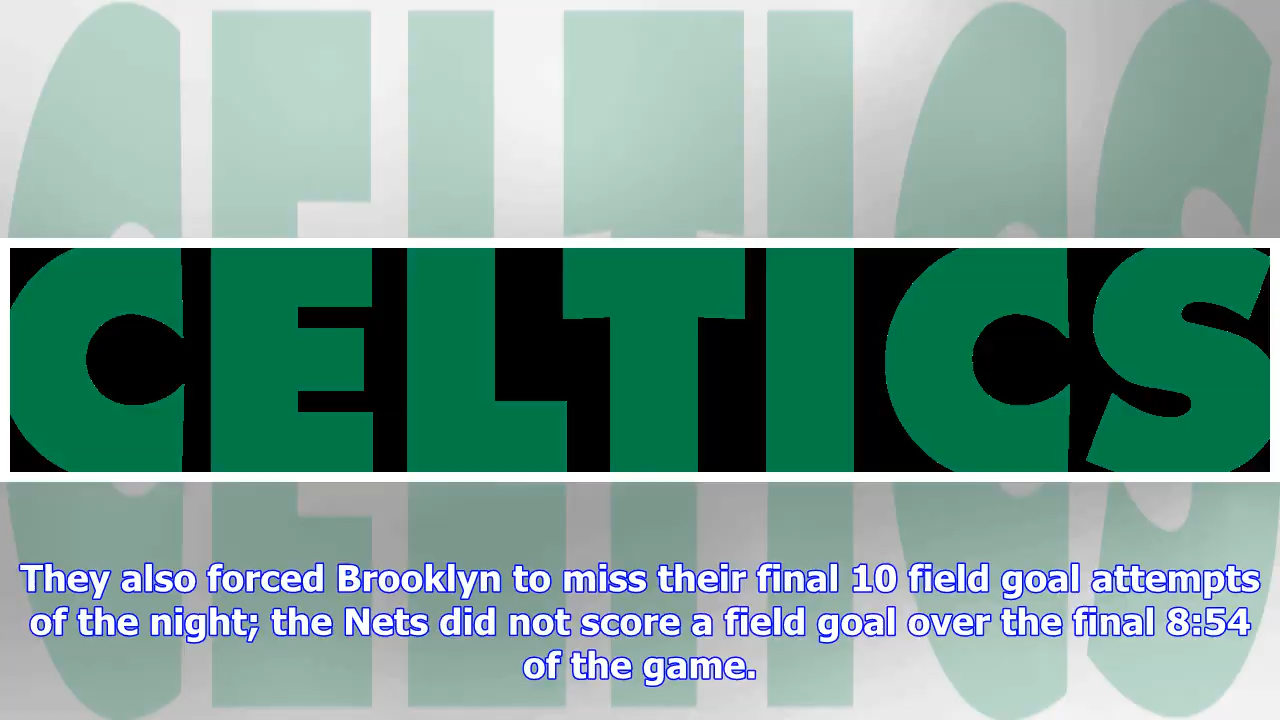 CELTICS
They also forced Brooklyn to miss their final 10 field goal attempts
of the night; the Nets did not score a field goal over the final 8:54
of the game.